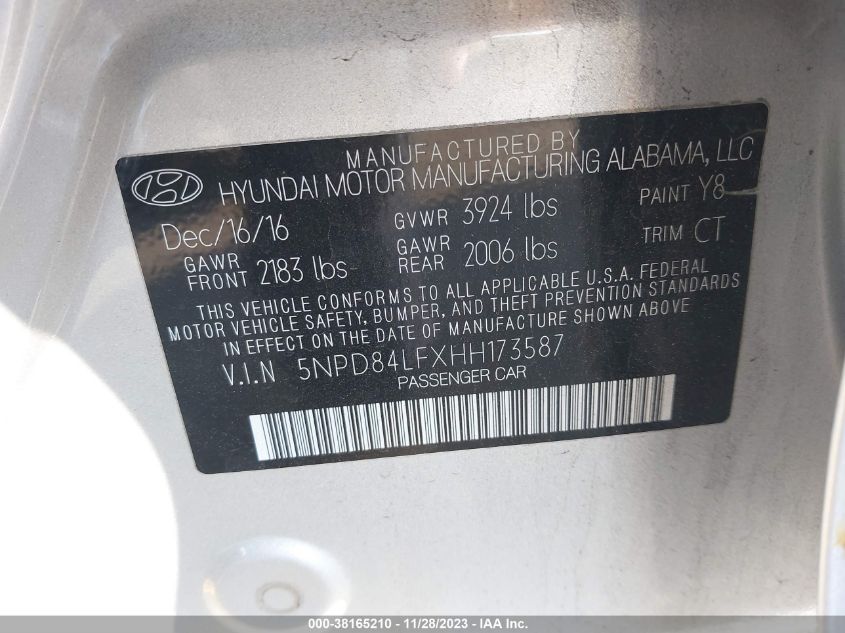 MANUFACTURED BY
HYUNDAI MOTOR MANUFACTURING ALABAMA, LLC
Dec/16/16 GVWR 3924 lbs PAINT Y8
GAWR FRONT 2183 lbs GAWR REAR 2006 lbs TRIM CT
THIS VEHICLE CONFORMS TO ALL APPLICABLE U.S.A. FEDERAL
MOTOR VEHICLE SAFETY, BUMPER, AND THEFT PREVENTION STANDARDS
IN EFFECT ON THE DATE OF MANUFACTURE SHOWN ABOVE
V.I.N 5NPD84LFXHH173587
PASSENGER CAR
000-38165210 | 11/28/2023 - IAA Inc.